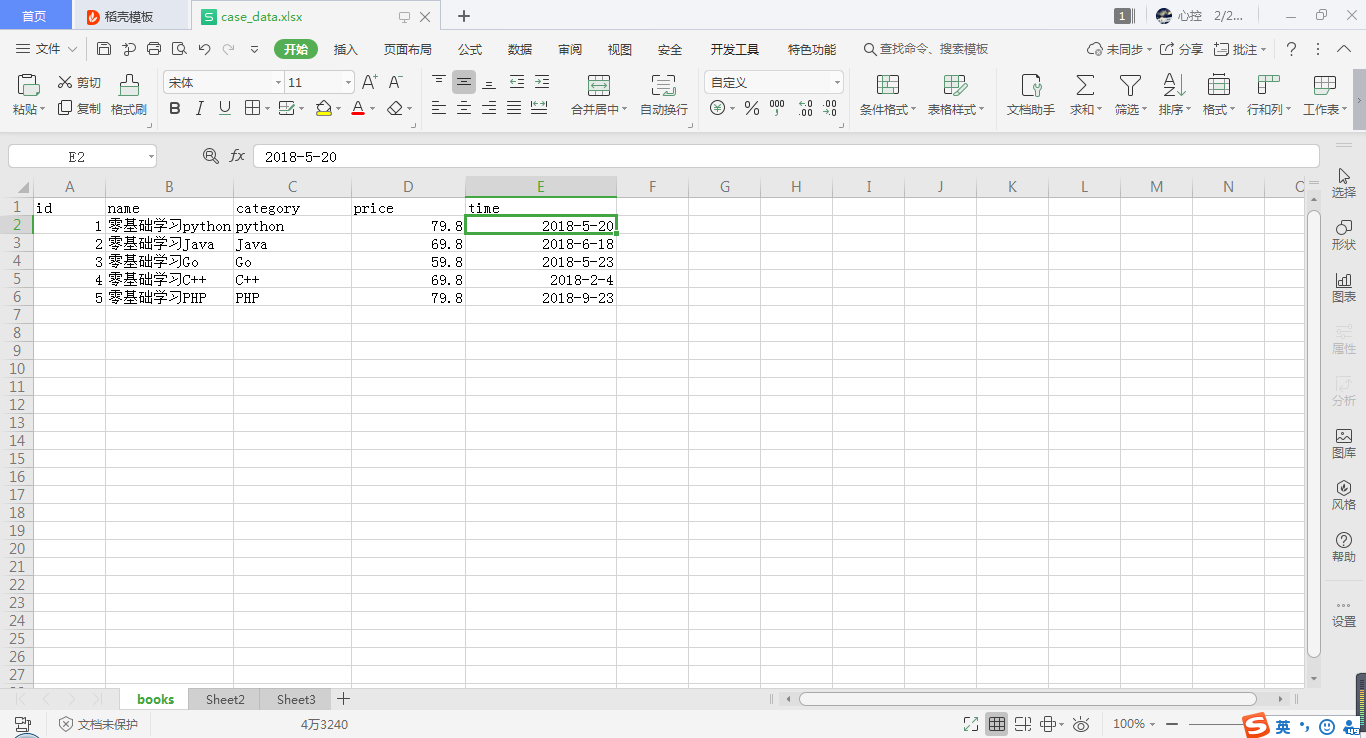 首页 稻壳模板 case_data.xlsx 1 心控 2/2...
文件 开始 插入 页面布局 公式 数据 审阅 视图 安全 开发工具 特色功能 查找命令、搜索模板 未同步 分享 批注
粘贴 剪切 复制 格式刷 宋体 11 合并居中 自动换行 自定义 条件格式 表格样式 文档助手 求和 筛选 排序 格式 行和列 工作表
E2 fx 2018-5-20
A B C D E F G H I J K L M N O
1 id name category price time
2 1 零基础学习python python 79.8 2018-5-20
3 2 零基础学习Java Java 69.8 2018-6-18
4 3 零基础学习Go Go 59.8 2018-5-23
5 4 零基础学习C++ C++ 69.8 2018-2-4
6 5 零基础学习PHP PHP 79.8 2018-9-23
7
8
9
10
11
12
13
14
15
16
17
18
19
20
21
22
23
24
25
26
27
选择
形状
图表
属性
分析
图库
风格
帮助
设置
books Sheet2 Sheet3
文档未保护 4万3240 100% 英